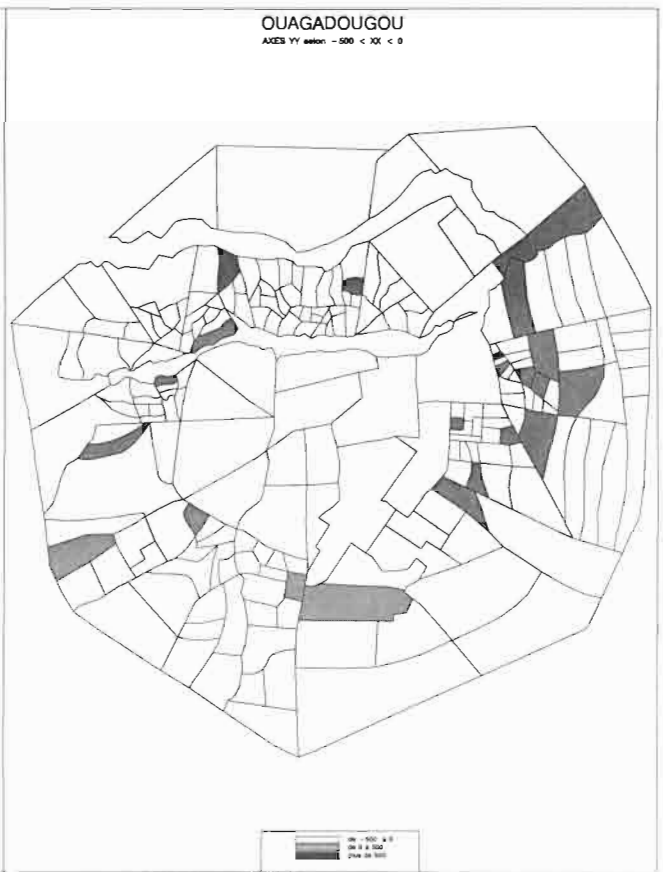 OUAGADOUGOU
AXES YY selon - 500 < XX < 0
de - 500 à 0
de 0 à 500
plus de 500